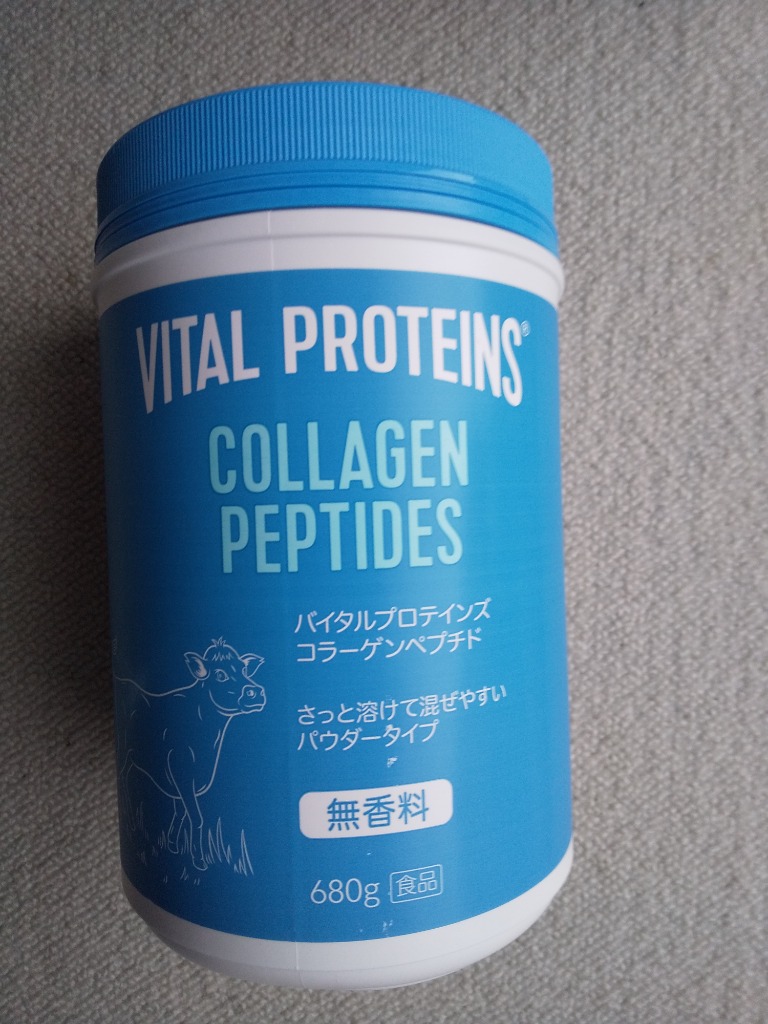 VITAL PROTEINS®
COLLAGEN
PEPTIDES
バイタルプロテインズ
コラーゲンペプチド
さっと溶けて混ぜやすい
パウダータイプ
無香料
680g 食品